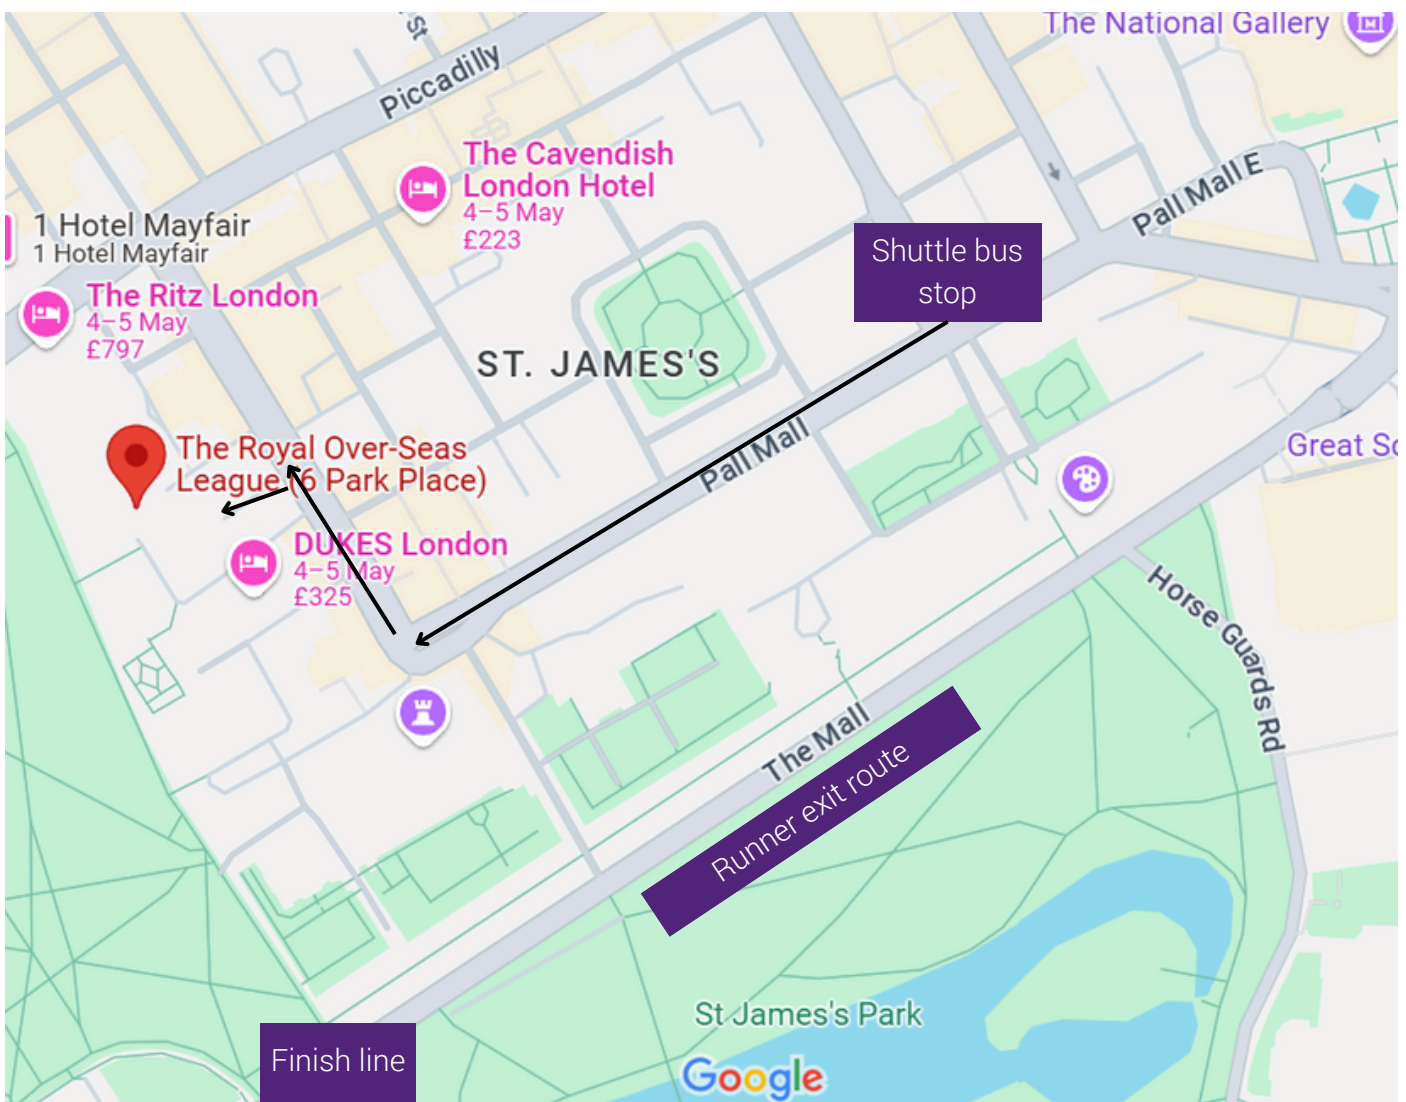 St
The National Gallery
Piccadilly
The Cavendish
London Hotel
4–5 May
£223
Pall Mall E
1 Hotel Mayfair
1 Hotel Mayfair
Shuttle bus
stop
The Ritz London
4–5 May
£797
ST. JAMES'S
The Royal Over-Seas
League (6 Park Place)
Pall Mall
Great Sc
DUKES London
4–5 May
£325
Horse Guards Rd
The Mall
Runner exit route
St James's Park
Finish line
Google